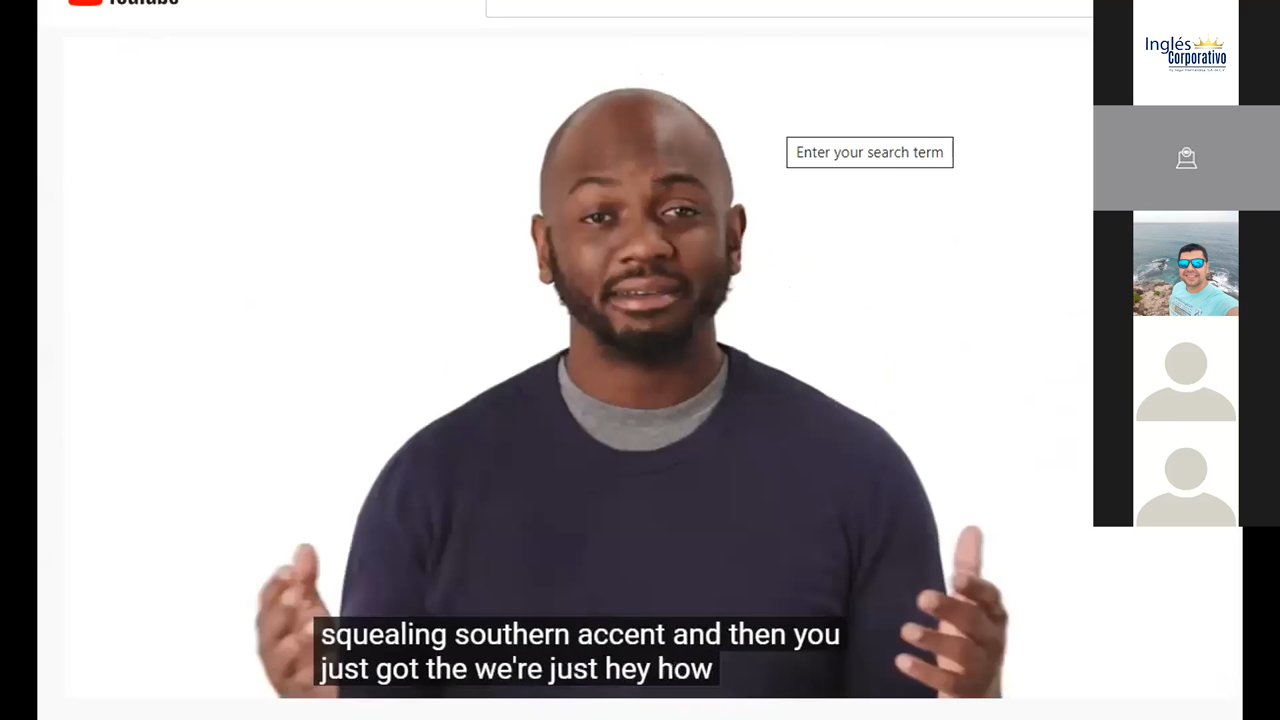 YouTube
Inglés
Corporativo
Enter your search term
squealing southern accent and then you
just got the we're just hey how